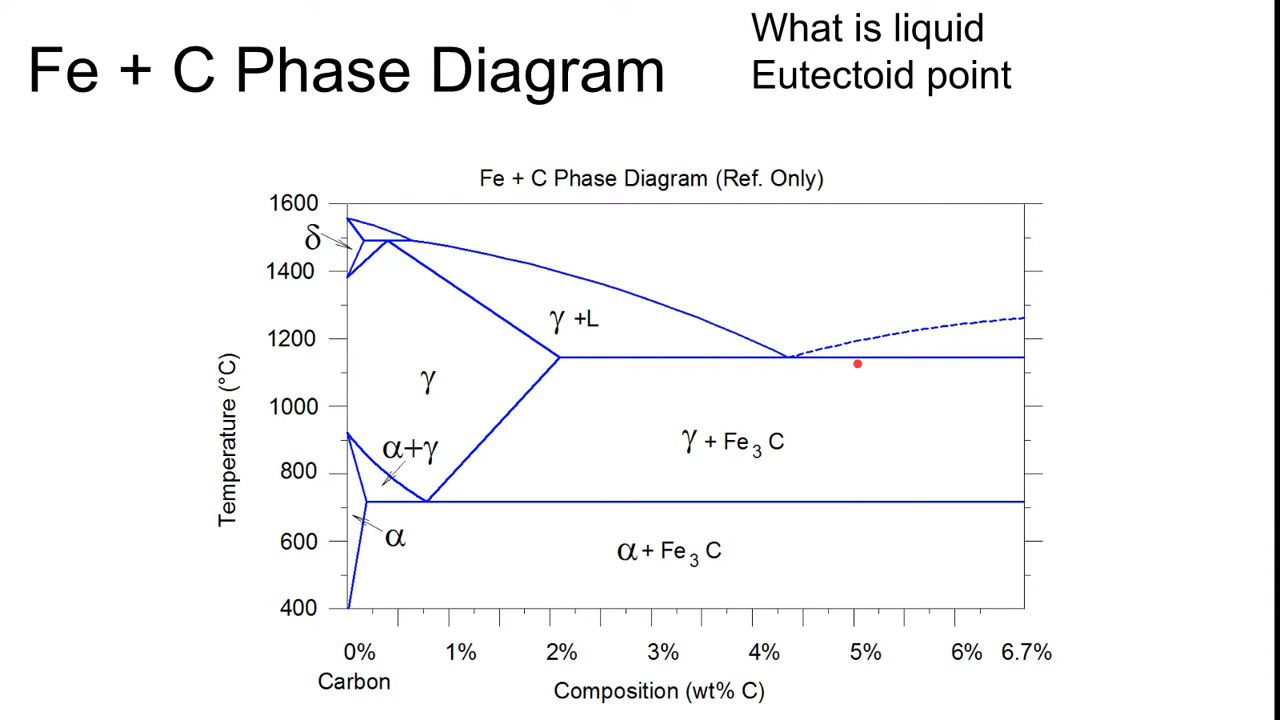 Fe + C Phase Diagram
What is liquid
Eutectoid point
Fe + C Phase Diagram (Ref. Only)
1600
1400
1200
1000
800
600
400
Temperature (°C)
δ
γ +L
γ
α+γ
γ + Fe3C
α
α + Fe3C
0% 1% 2% 3% 4% 5% 6% 6.7%
Carbon
Composition (wt% C)